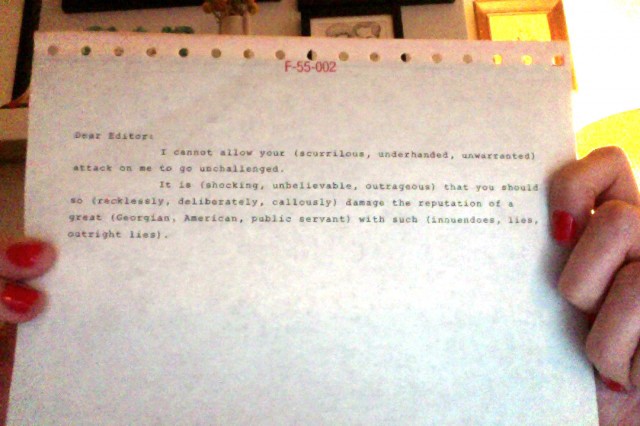 F-55-002
Dear Editor:
I cannot allow your (scurrilous, underhanded, unwarranted)
attack on me to go unchallenged.
It is (shocking, unbelievable, outrageous) that you should
so (recklessly, deliberately, callously) damage the reputation of a
great (Georgian, American, public servant) with such (innuendoes, lies,
outright lies).